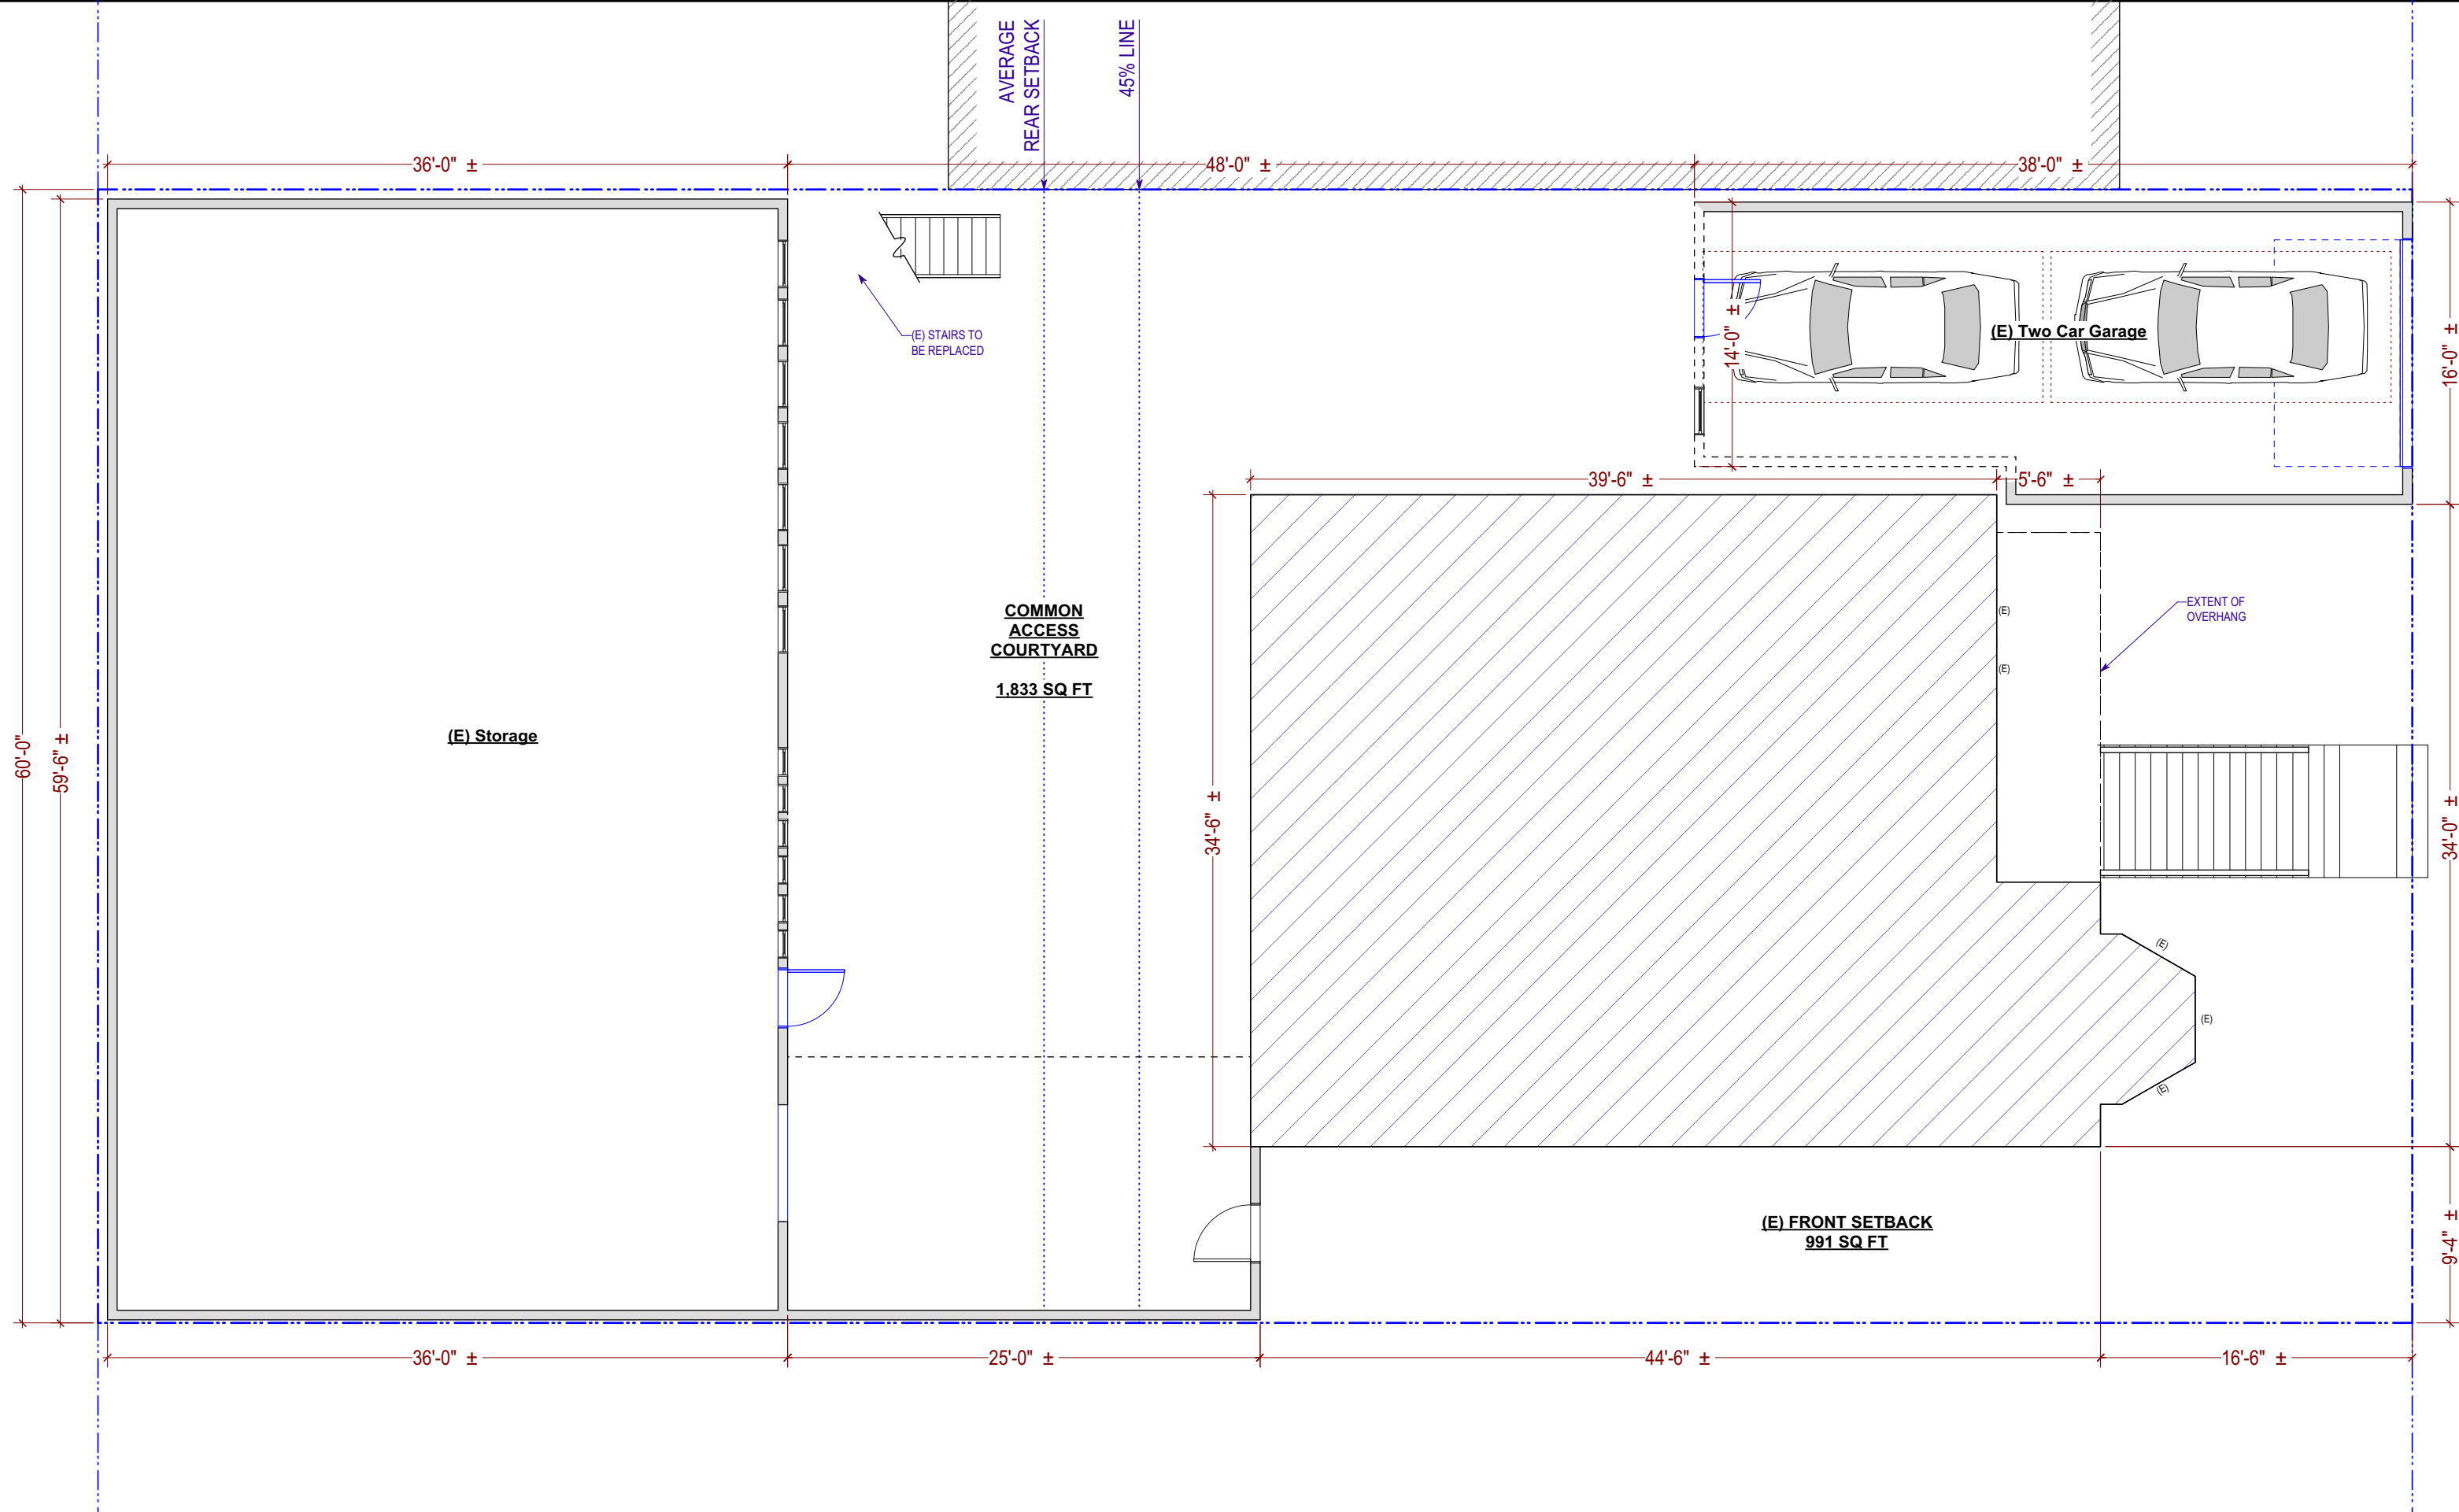 AVERAGE
REAR SETBACK
45% LINE
36'-0" ±
48'-0" ±
38'-0" ±
(E) STAIRS TO
BE REPLACED
14'-0" ±
(E) Two Car Garage
16'-0" ±
39'-6" ±
5'-6" ±
COMMON
ACCESS
COURTYARD
1,833 SQ FT
(E)
(E)
EXTENT OF
OVERHANG
(E) Storage
60'-0"
59'-6" ±
34'-6" ±
34'-0" ±
(E)
(E)
(E)
(E) FRONT SETBACK
991 SQ FT
9'-4" ±
36'-0" ±
25'-0" ±
44'-6" ±
16'-6" ±